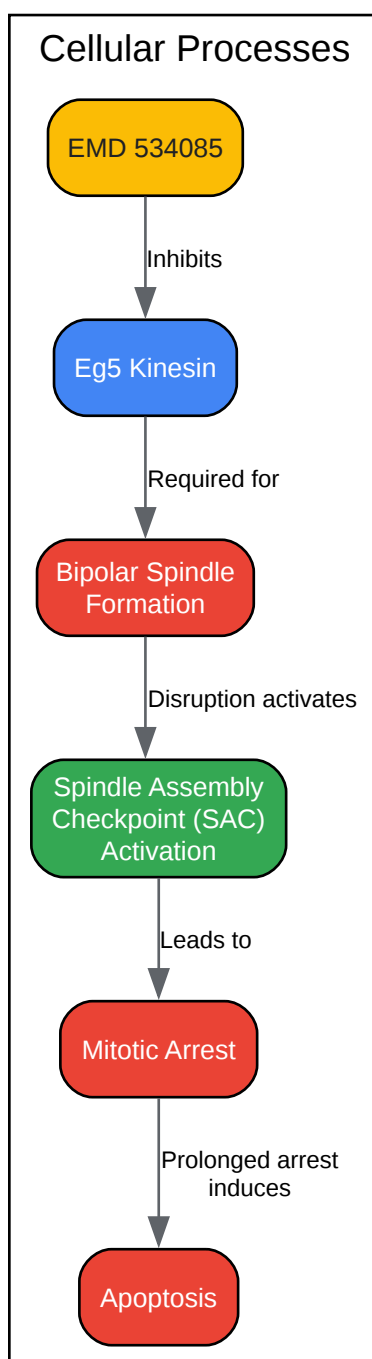 Cellular Processes
EMD 534085
Inhibits
Eg5 Kinesin
Required for
Bipolar Spindle
Formation
Disruption activates
Spindle Assembly
Checkpoint (SAC)
Activation
Leads to
Mitotic Arrest
Prolonged arrest
induces
Apoptosis